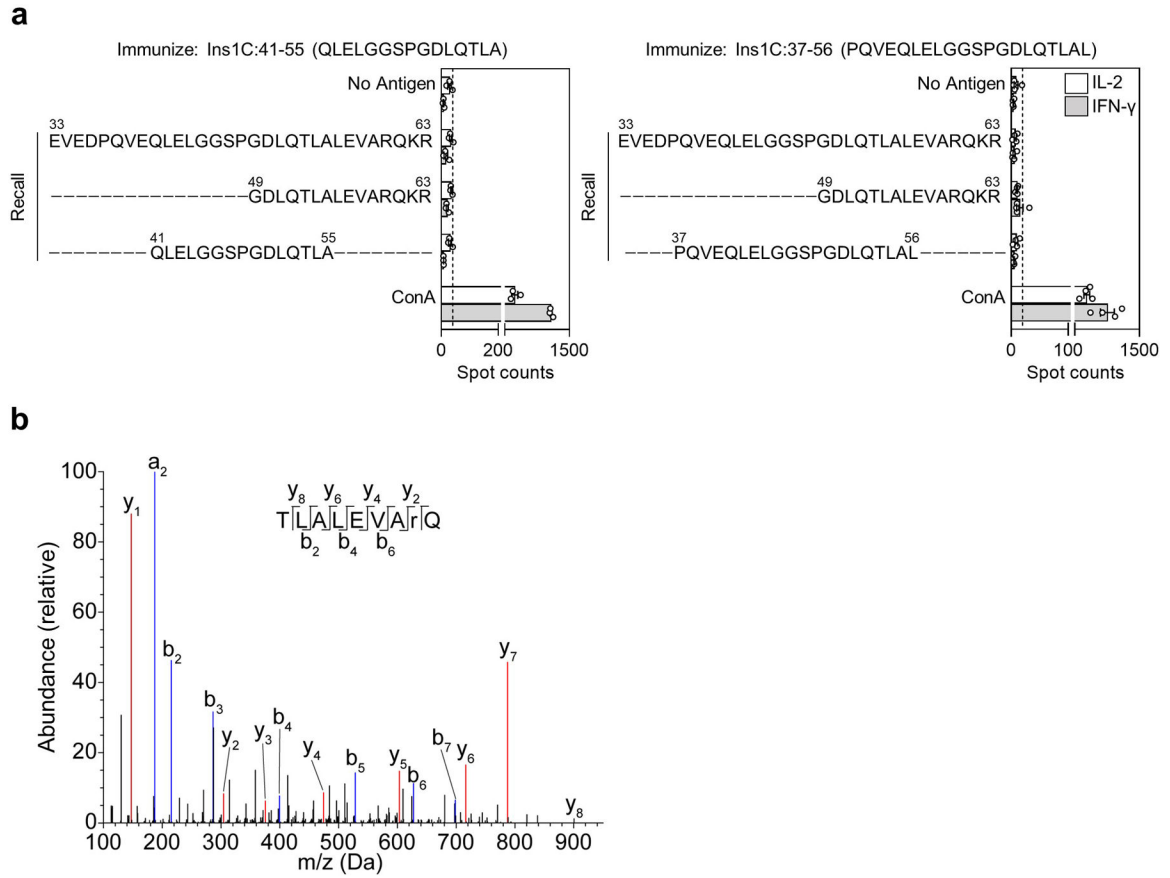 a
Immunize: Ins1C:41-55 (QLELGGSPGDLQTLA)
No Antigen
33 63
EVEDPQVEQLELGGSPGDLQTLALEVARQKR
49 63
GDLQTLALEVARQKR
41 55
QLELGGSPGDLQTLA
ConA
Recall
0 200 1500
Spot counts
Immunize: Ins1C:37-56 (PQVEQLELGGSPGDLQTLAL)
No Antigen
IL-2
IFN-γ
33 63
EVEDPQVEQLELGGSPGDLQTLALEVARQKR
49 63
GDLQTLALEVARQKR
37 56
PQVEQLELGGSPGDLQTLAL
ConA
Recall
0 100 1500
Spot counts
b
Abundance (relative)
100
80
60
40
20
0
y1
a2
b2
b3
y2
y3
b4
y4
b5
y5
b6
b7
y6
y7
y8
y8 y6 y4 y2
TLALEVArQ
b2 b4 b6
100 200 300 400 500 600 700 800 900
m/z (Da)